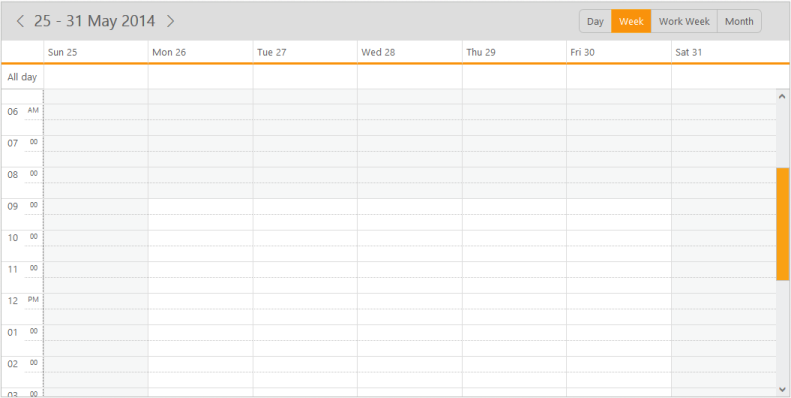 25 - 31 May 2014 Day Week Work Week Month
Sun 25 Mon 26 Tue 27 Wed 28 Thu 29 Fri 30 Sat 31
All day
06 AM
07 00
08 00
09 00
10 00
11 00
12 PM
01 00
02 00
03 00